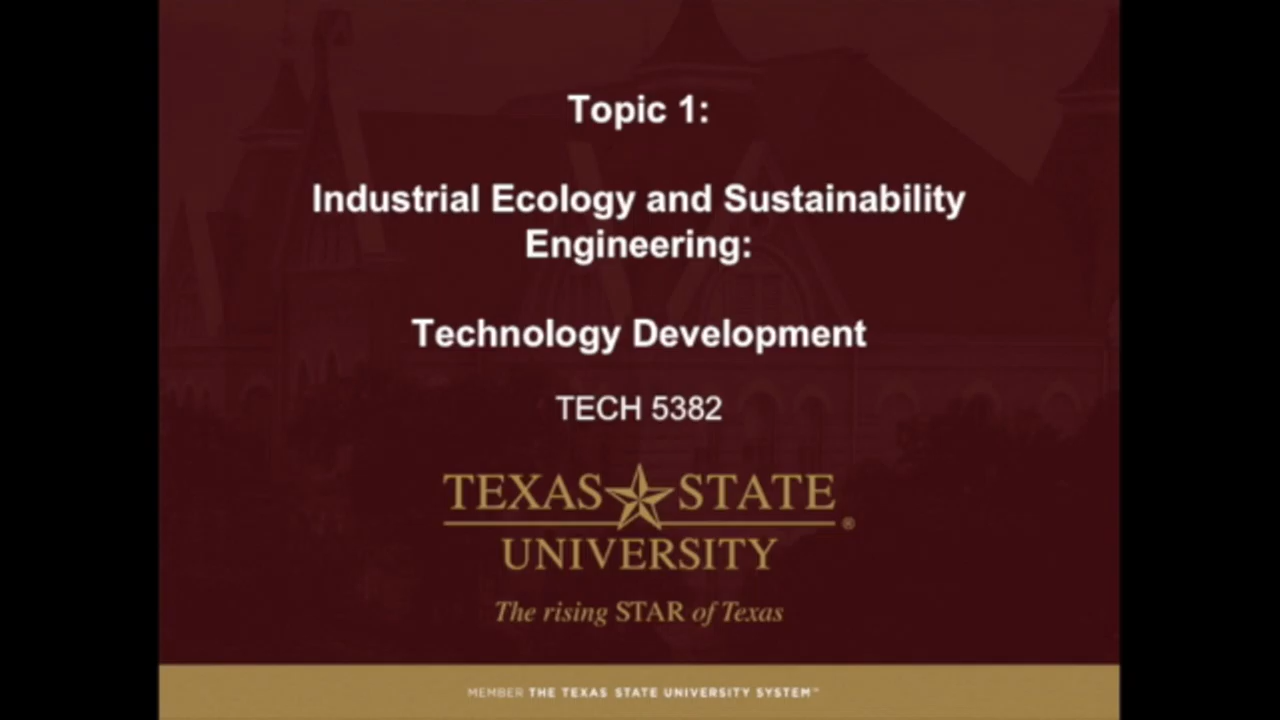 Topic 1:
Industrial Ecology and Sustainability
Engineering:
Technology Development
TECH 5382
TEXAS STATE
®
UNIVERSITY
The rising STAR of Texas
MEMBER THE TEXAS STATE UNIVERSITY SYSTEM™